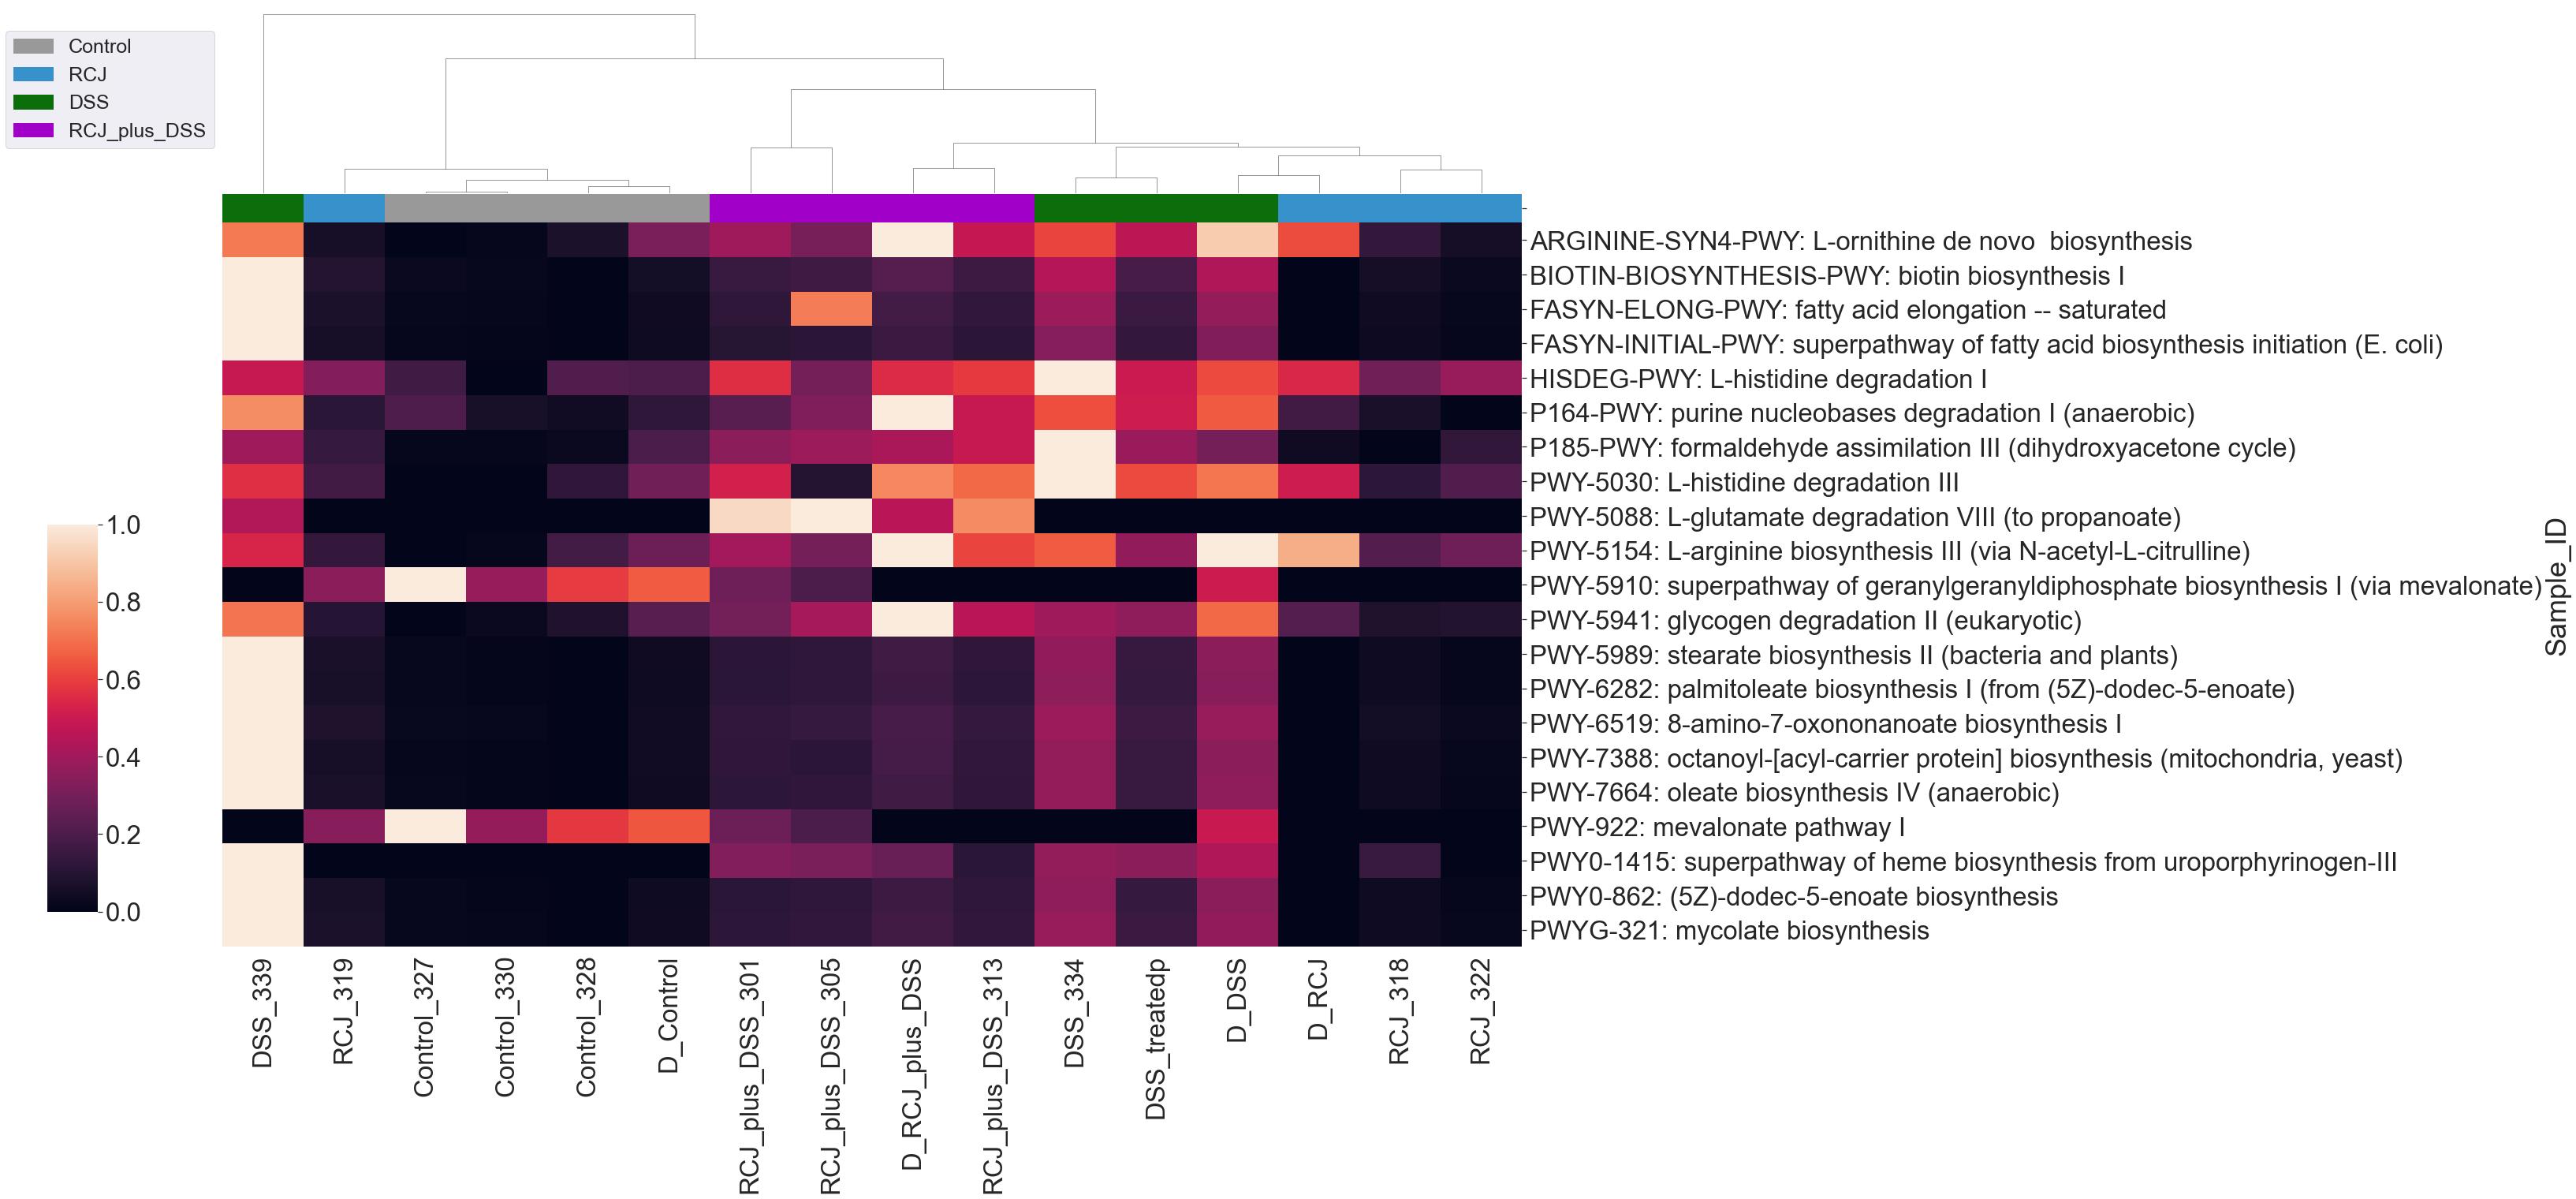 Control
RCJ
DSS
RCJ_plus_DSS
ARGININE-SYN4-PWY: L-ornithine de novo  biosynthesis
BIOTIN-BIOSYNTHESIS-PWY: biotin biosynthesis I
FASYN-ELONG-PWY: fatty acid elongation -- saturated
FASYN-INITIAL-PWY: superpathway of fatty acid biosynthesis initiation (E. coli)
HISDEG-PWY: L-histidine degradation I
P164-PWY: purine nucleobases degradation I (anaerobic)
P185-PWY: formaldehyde assimilation III (dihydroxyacetone cycle)
PWY-5030: L-histidine degradation III
PWY-5088: L-glutamate degradation VIII (to propanoate)
PWY-5154: L-arginine biosynthesis III (via N-acetyl-L-citrulline)
PWY-5910: superpathway of geranylgeranyldiphosphate biosynthesis I (via mevalonate)
PWY-5941: glycogen degradation II (eukaryotic)
PWY-5989: stearate biosynthesis II (bacteria and plants)
PWY-6282: palmitoleate biosynthesis I (from (5Z)-dodec-5-enoate)
PWY-6519: 8-amino-7-oxononanoate biosynthesis I
PWY-7388: octanoyl-[acyl-carrier protein] biosynthesis (mitochondria, yeast)
PWY-7664: oleate biosynthesis IV (anaerobic)
PWY-922: mevalonate pathway I
PWY0-1415: superpathway of heme biosynthesis from uroporphyrinogen-III
PWY0-862: (5Z)-dodec-5-enoate biosynthesis
PWYG-321: mycolate biosynthesis
Sample_ID
1.0
0.8
0.6
0.4
0.2
0.0
DSS_339
RCJ_319
Control_327
Control_330
Control_328
D_Control
RCJ_plus_DSS_301
RCJ_plus_DSS_305
D_RCJ_plus_DSS
RCJ_plus_DSS_313
DSS_334
DSS_treatedp
D_DSS
D_RCJ
RCJ_318
RCJ_322